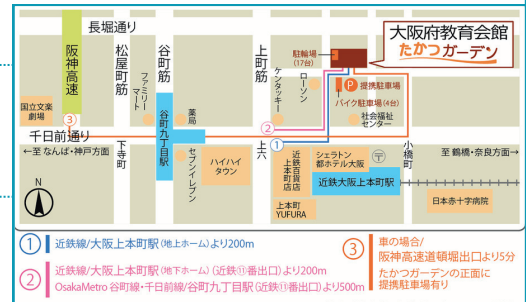 長堀通り
大阪府教育会館
たかつガーデン
阪神高速
松屋町筋
谷町筋
上町筋
駐輪場
(17台)
P 提携駐車場
バイク駐車場(4台)
ファミリーマート
薬局
ケンタッキー
ローソン
社会福祉
センター
国立文楽
劇場
③
千日前通り
谷町九丁目駅
②
①
←至 なんば・神戸方面
下寺町
セブンイレブン
ハイハイ
タウン
上六
近鉄百貨店
上本町店
シェラトン
都ホテル大阪
〒
小橋町
至 鶴橋・奈良方面→
近鉄大阪上本町駅
上本町
YUFURA
日本赤十字病院
N
① 近鉄線/大阪上本町駅(地上ホーム)より200m
② 近鉄線/大阪上本町駅(地下ホーム)(近鉄⑪番出口)より200m
OsakaMetro 谷町線・千日前線/谷町九丁目駅(近鉄⑪番出口)より500m
③ 車の場合/
阪神高速道頓堀出口より5分
たかつガーデンの正面に
提携駐車場有り